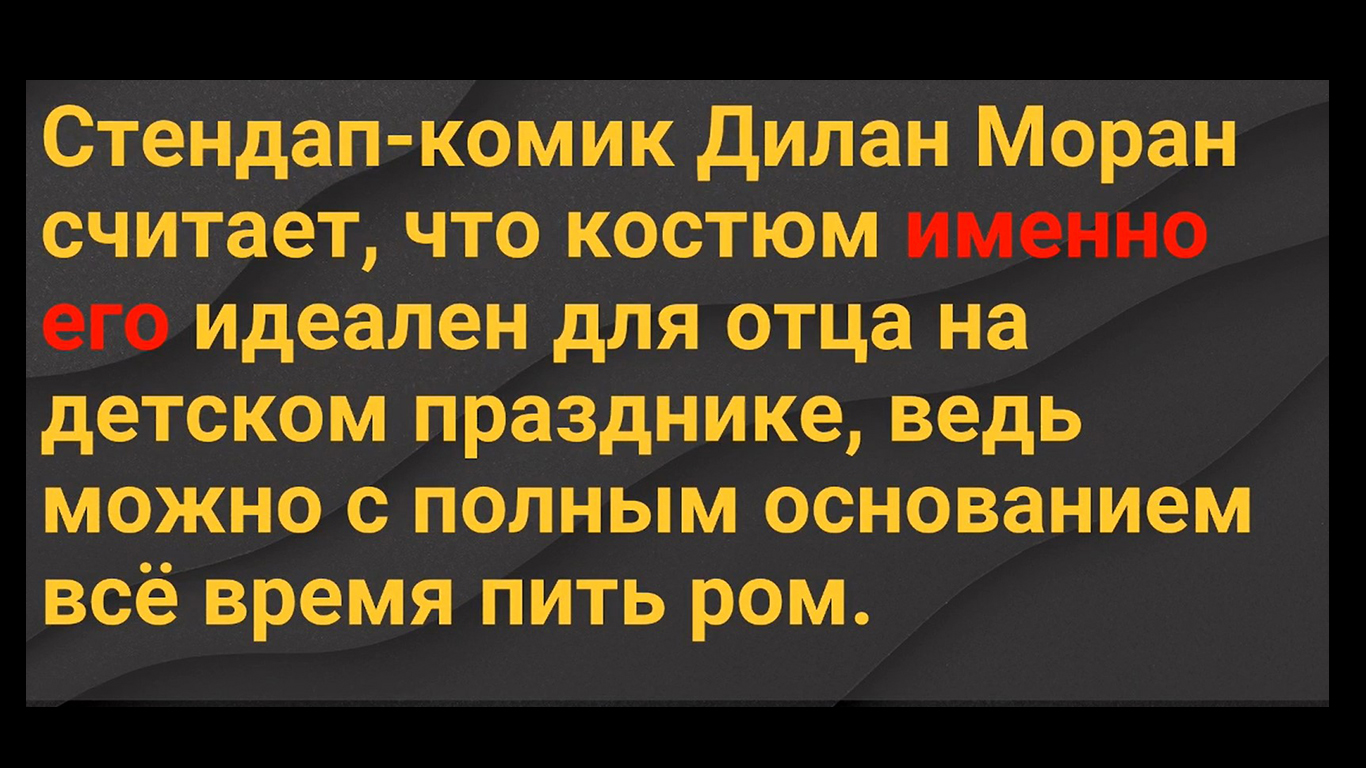 Стендап-комик Дилан Моран
считает, что костюм именно
его идеален для отца на
детском празднике, ведь
можно с полным основанием
всё время пить ром.